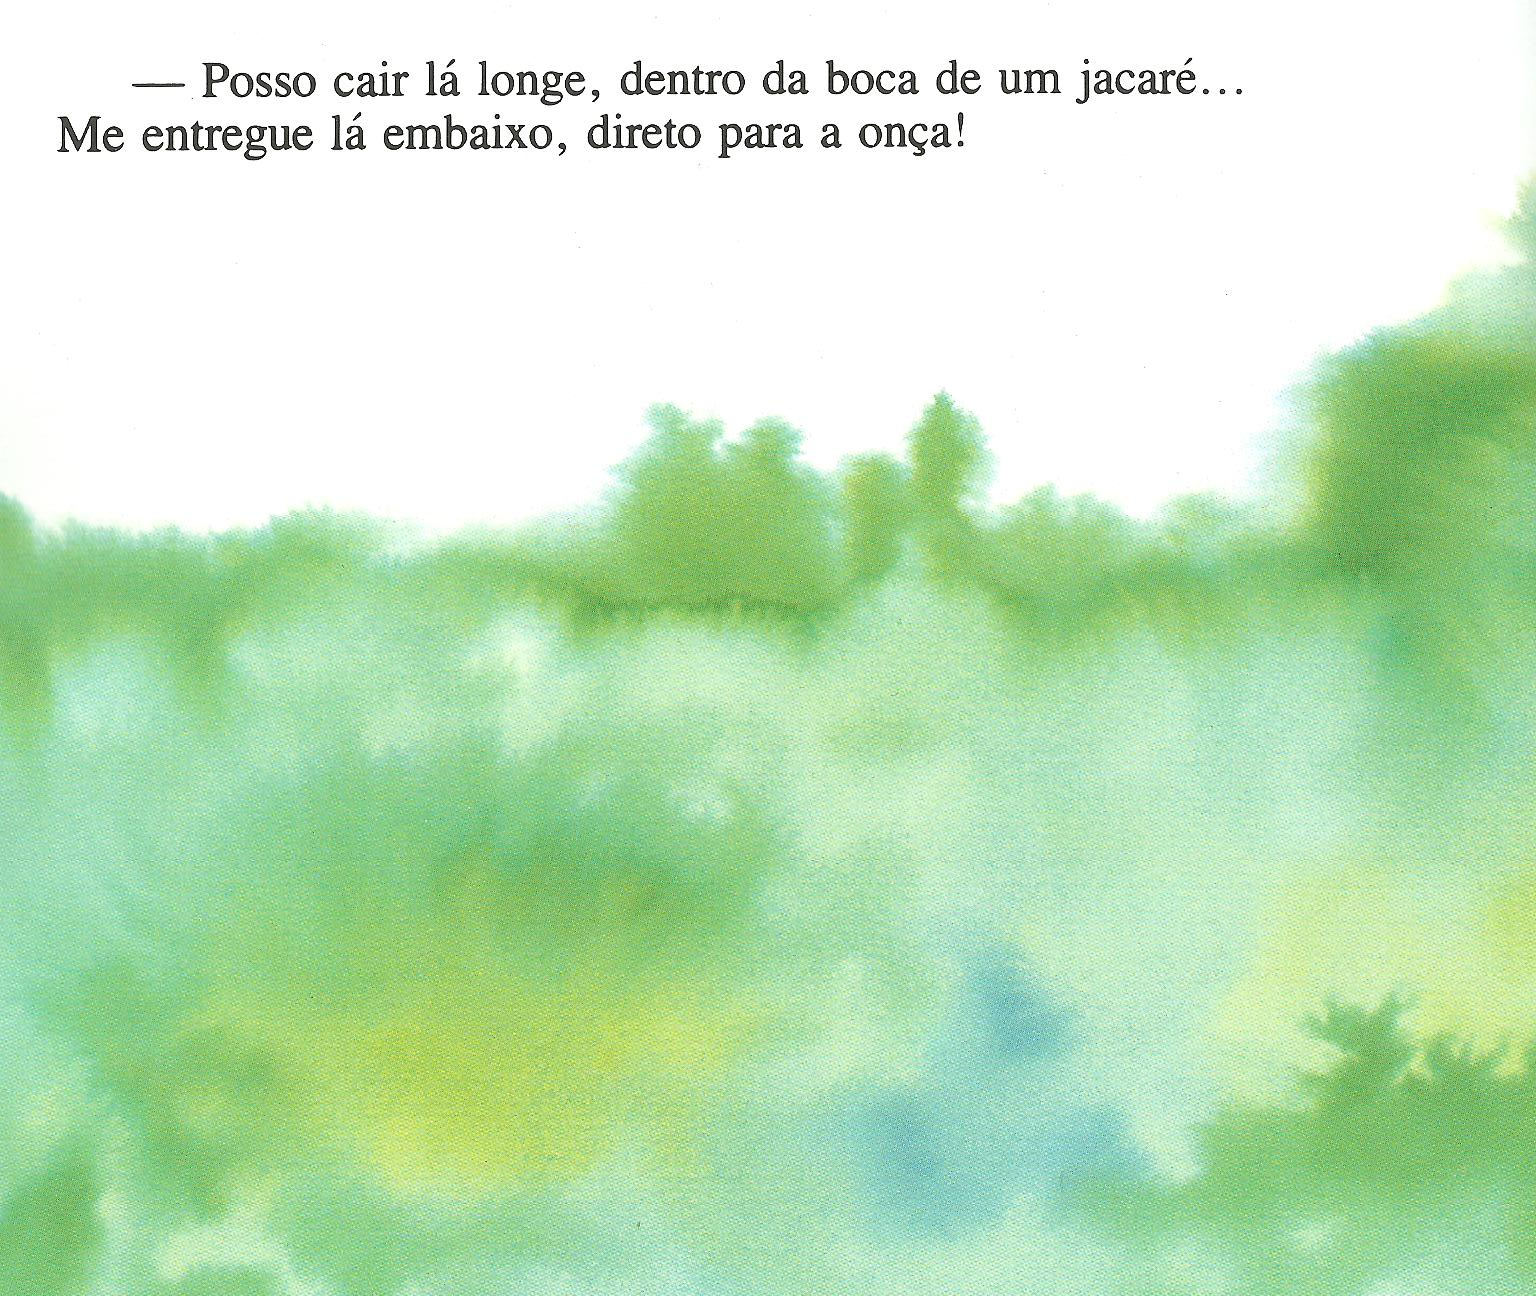 — Posso cair lá longe, dentro da boca de um jacaré...
Me entregue lá embaixo, direto para a onça!